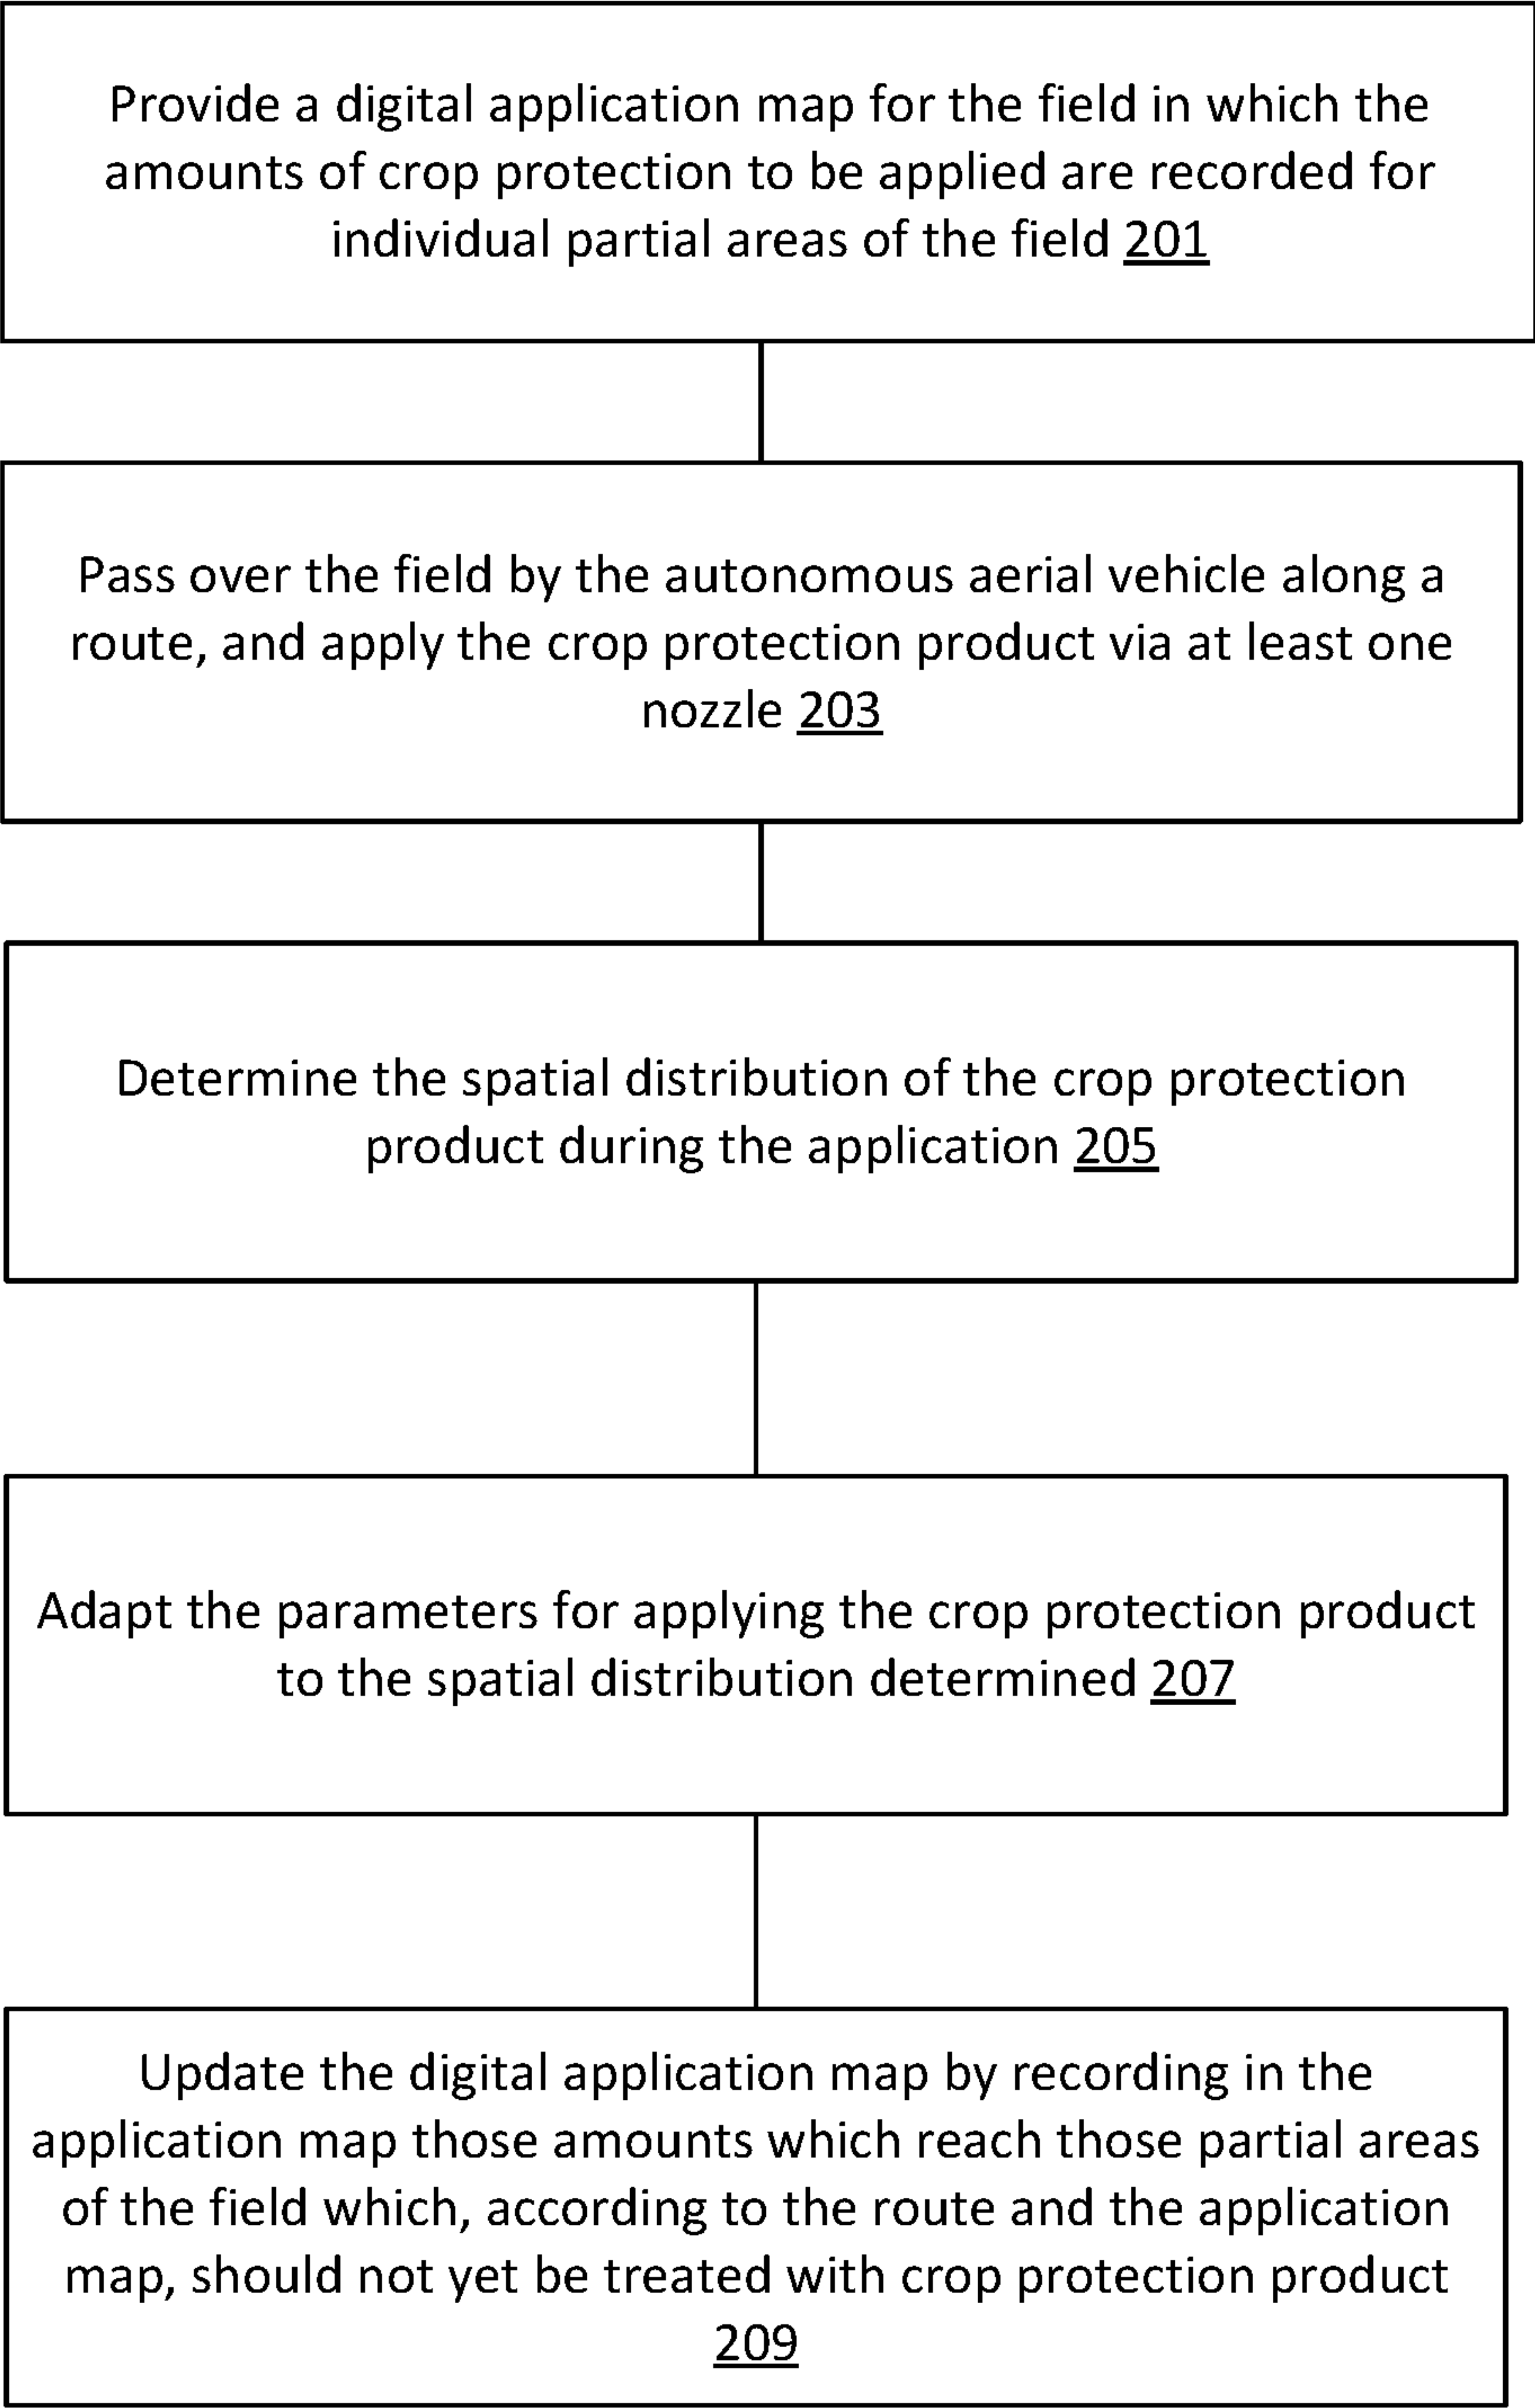 Provide a digital application map for the field in which the
amounts of crop protection to be applied are recorded for
individual partial areas of the field 201
Pass over the field by the autonomous aerial vehicle along a
route, and apply the crop protection product via at least one
nozzle 203
Determine the spatial distribution of the crop protection
product during the application 205
Adapt the parameters for applying the crop protection product
to the spatial distribution determined 207
Update the digital application map by recording in the
application map those amounts which reach those partial areas
of the field which, according to the route and the application
map, should not yet be treated with crop protection product
209